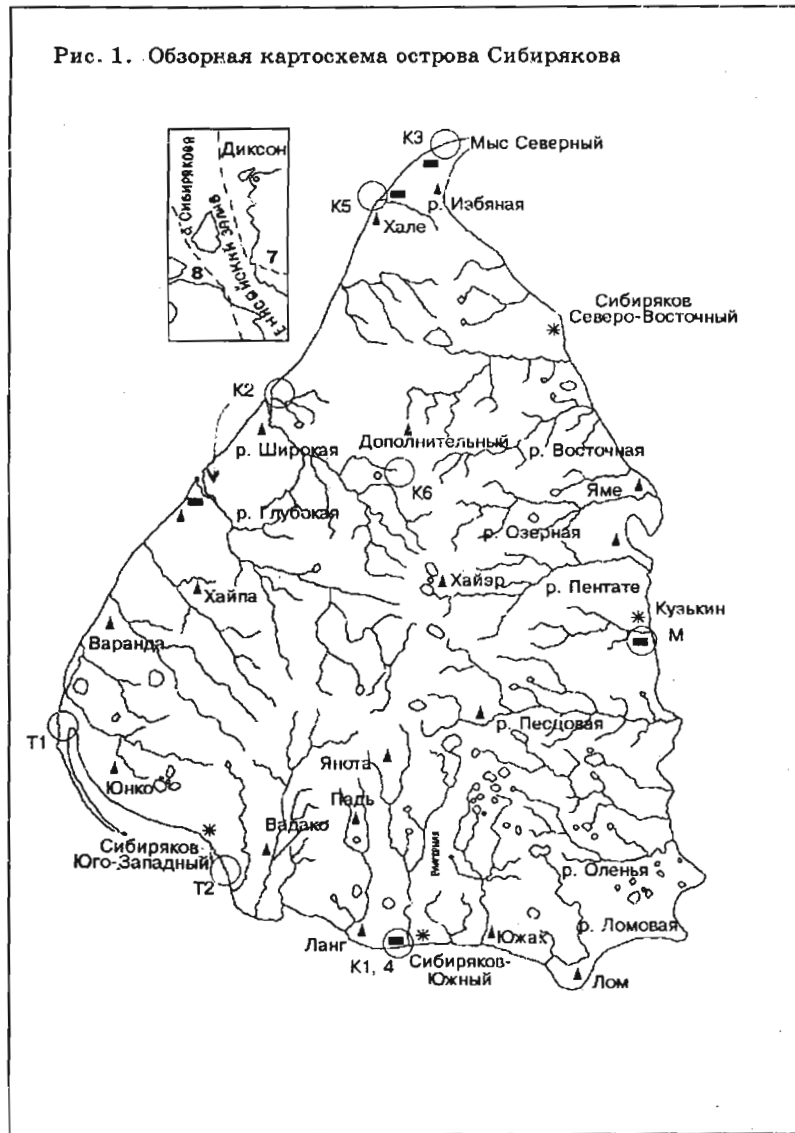 Рис. 1. Обзорная картосхема острова Сибирякова
о. Сибирякова
Диксон
ЕНИСЕЙСКИЙ ЗАЛИВ
7
8
К3
Мыс Северный
К5
р. Избяная
Хале
Сибиряков
Северо-Восточный
К2
Дополнительный
р. Широкая
р. Восточная
К6
Яме
р. Глубокая
р. Озерная
Хайэр
р. Пентате
Хайпа
Кузькин
Варанда
М
р. Песцовая
Т1
Янота
Юнко
Падь
Вадако
Сибиряков
Юго-Западный
р. Оленья
Т2
р. Ломовая
Ланг
Южах
К1, 4
Сибиряков-
Южный
Лом